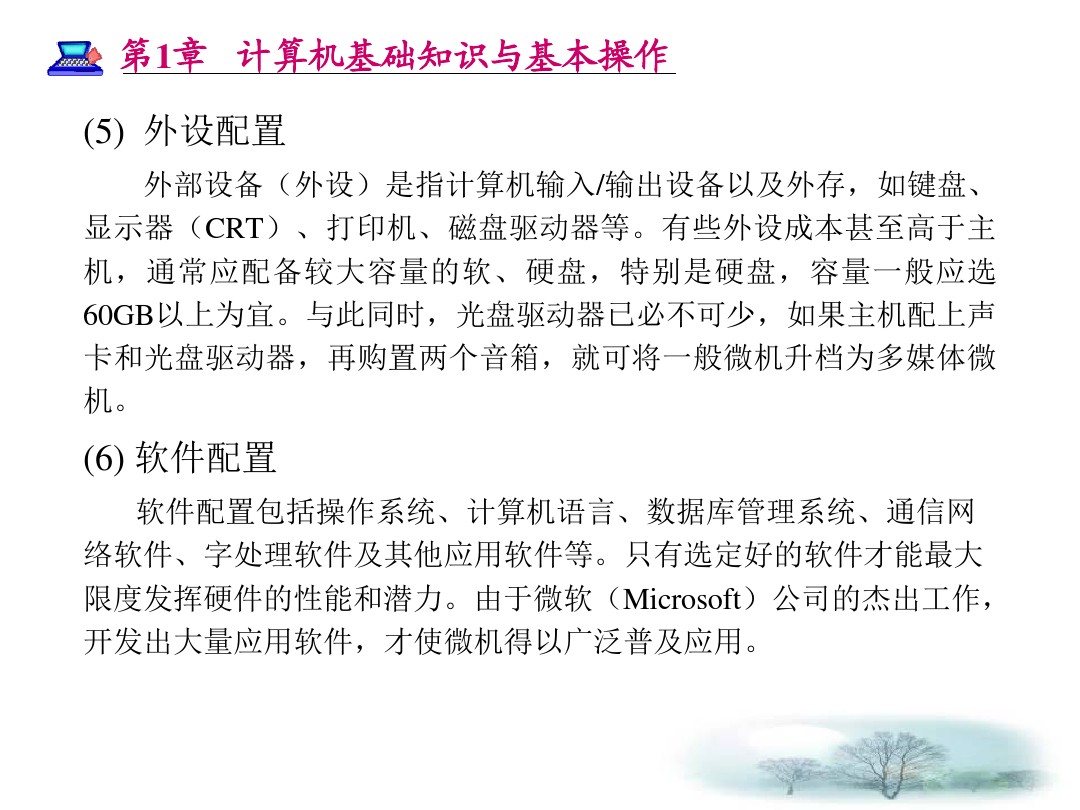 第1章 计算机基础知识与基本操作
(5) 外设配置
外部设备（外设）是指计算机输入/输出设备以及外存，如键盘、
显示器（CRT）、打印机、磁盘驱动器等。有些外设成本甚至高于主
机，通常应配备较大容量的软、硬盘，特别是硬盘，容量一般应选
60GB以上为宜。与此同时，光盘驱动器已必不可少，如果主机配上声
卡和光盘驱动器，再购置两个音箱，就可将一般微机升档为多媒体微
机。
(6) 软件配置
软件配置包括操作系统、计算机语言、数据库管理系统、通信网
络软件、字处理软件及其他应用软件等。只有选定好的软件才能最大
限度发挥硬件的性能和潜力。由于微软（Microsoft）公司的杰出工作，
开发出大量应用软件，才使微机得以广泛普及应用。